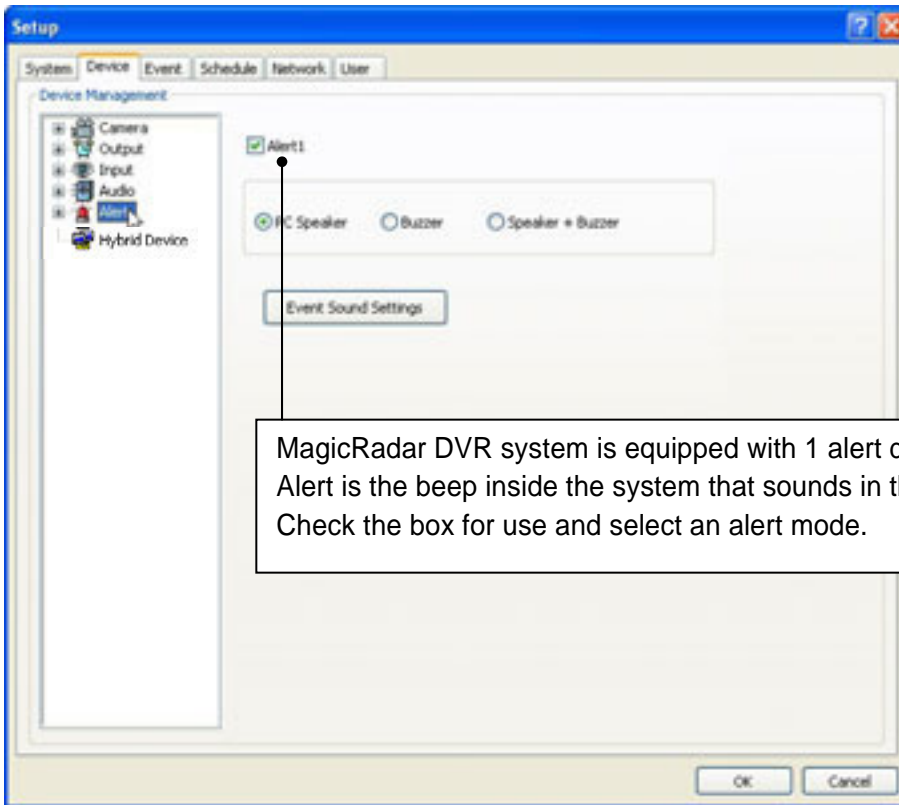 Setup
System Device Event Schedule Network User
Device Management
Camera
Output
Input
Audio
Alert
Hybrid Device
Alert1
PC Speaker Buzzer Speaker + Buzzer
Event Sound Settings
MagicRadar DVR system is equipped with 1 alert
Alert is the beep inside the system that sounds in
Check the box for use and select an alert mode.
OK Cancel